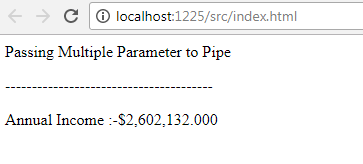 localhost:1225/src/index.html
Passing Multiple Parameter to Pipe
---------------------------------------
Annual Income :-$2,602,132.000